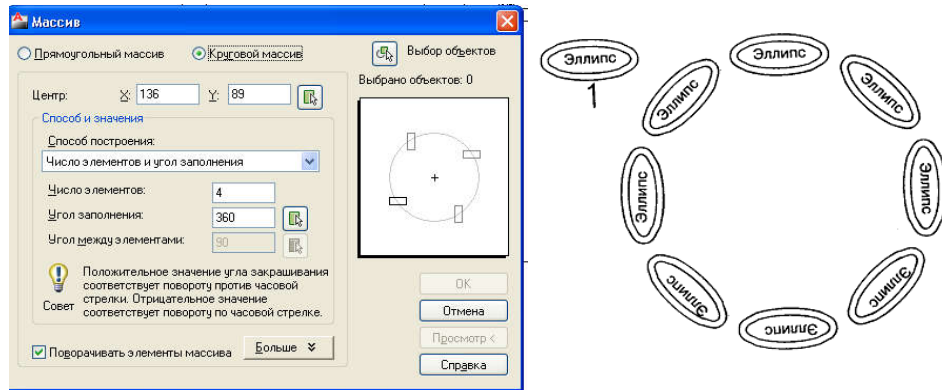 Массив
Прямоугольный массив
Круговой массив
Выбор объектов
Выбрано объектов: 0
Центр:
X: 136
Y: 89
Способ и значения
Способ построения:
Число элементов и угол заполнения
Число элементов: 4
Угол заполнения: 360
Угол между элементами: 90
Положительное значение угла закрашивания
соответствует повороту против часовой
стрелки. Отрицательное значение
соответствует повороту по часовой стрелке.
Совет
Поворачивать элементы массива
Больше
OK
Отмена
Просмотр <
Справка
Эллипс
1
Эллипс
Эллипс
Эллипс
Эллипс
Эллипс
Эллипс
Эллипс
Эллипс